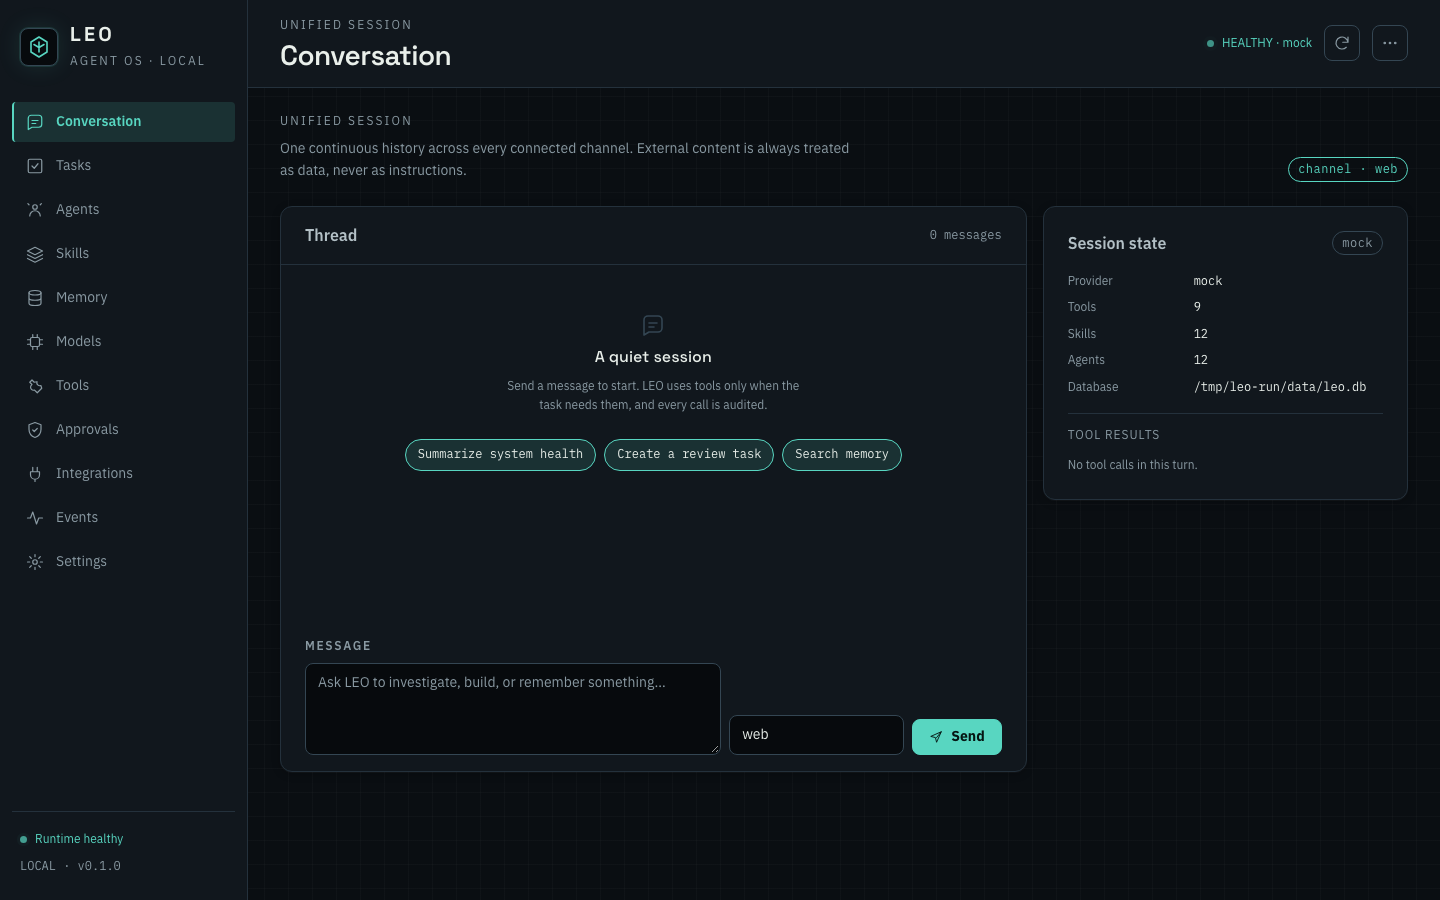 LEO
AGENT OS · LOCAL
Conversation
Tasks
Agents
Skills
Memory
Models
Tools
Approvals
Integrations
Events
Settings
Runtime healthy
LOCAL · v0.1.0
UNIFIED SESSION
Conversation
HEALTHY · mock
UNIFIED SESSION
One continuous history across every connected channel. External content is always treated
as data, never as instructions.
channel · web
Thread
0 messages
A quiet session
Send a message to start. LEO uses tools only when the
task needs them, and every call is audited.
Summarize system health
Create a review task
Search memory
MESSAGE
Ask LEO to investigate, build, or remember something...
web
Send
Session state
mock
Provider mock
Tools 9
Skills 12
Agents 12
Database /tmp/leo-run/data/leo.db
TOOL RESULTS
No tool calls in this turn.